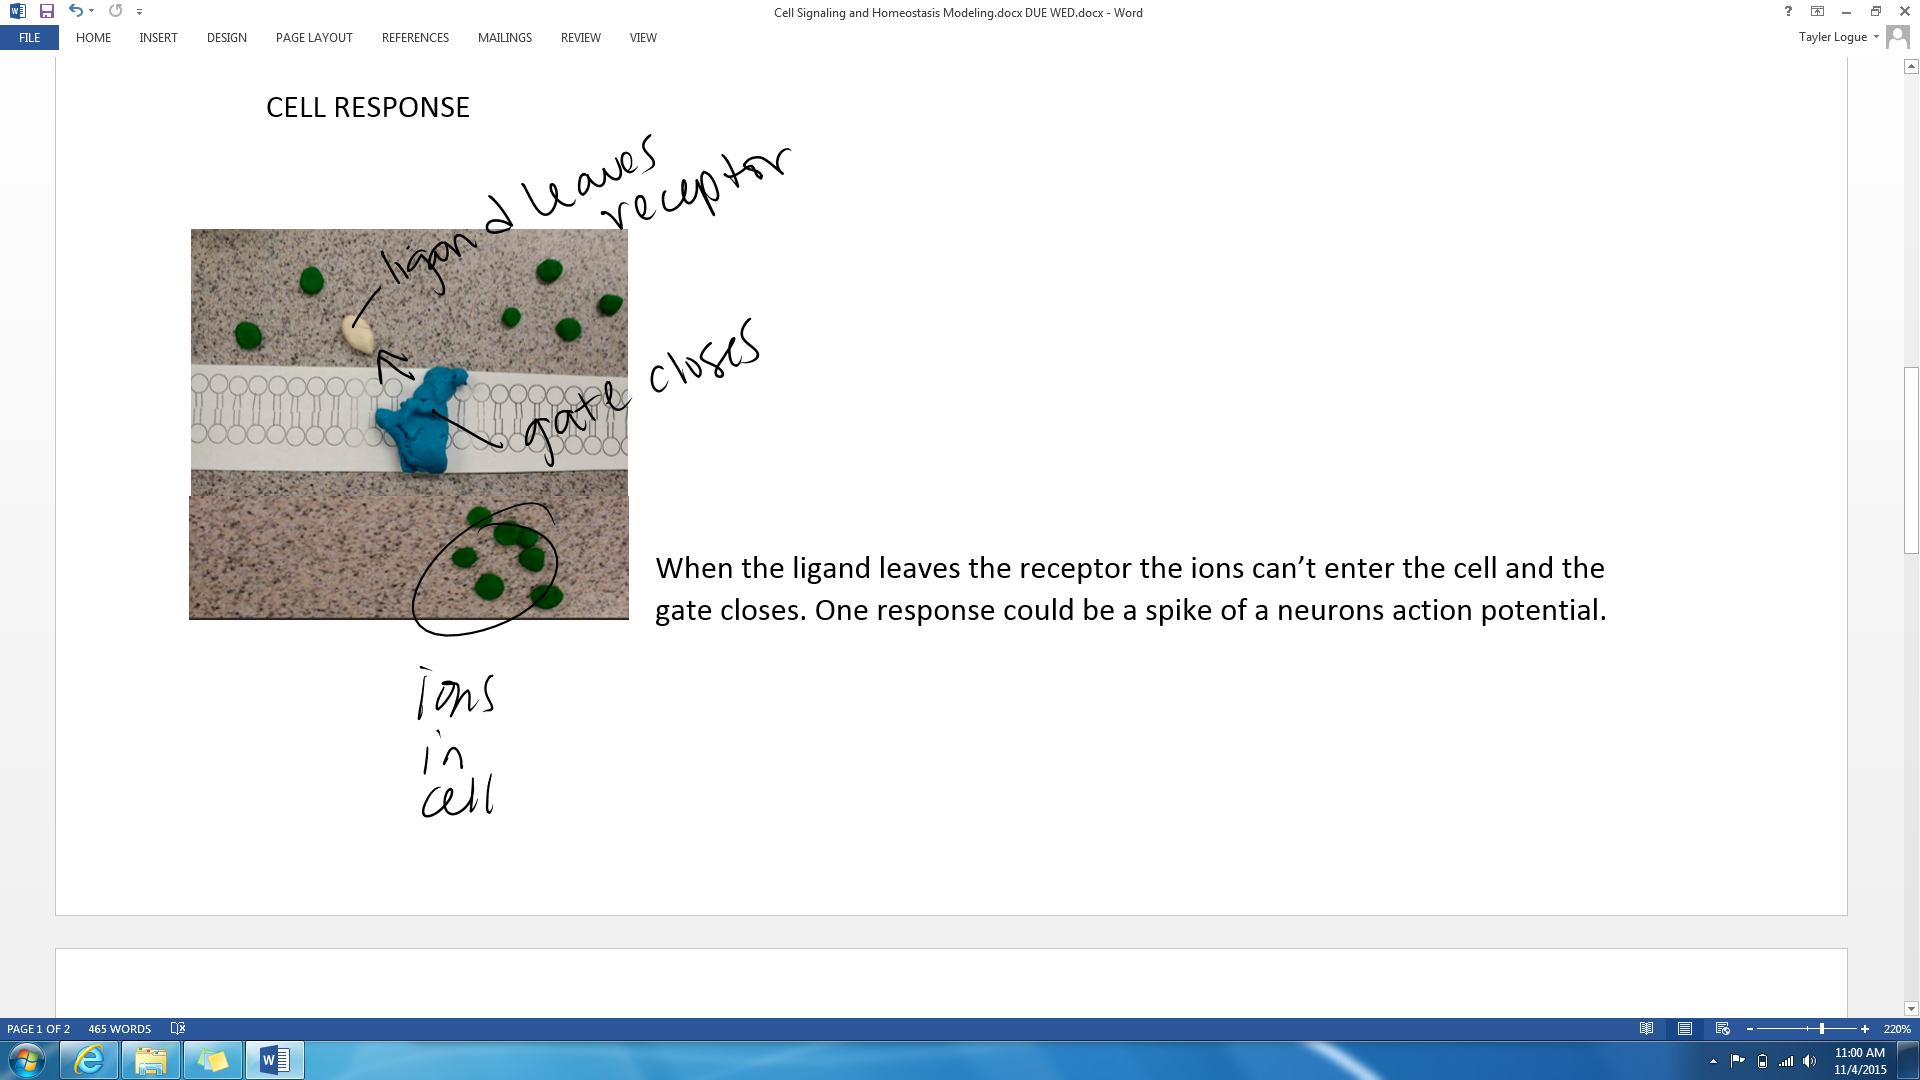 Cell Signaling and Homeostasis Modeling.docx DUE WED.docx - Word
?
FILE HOME INSERT DESIGN PAGE LAYOUT REFERENCES MAILINGS REVIEW VIEW
Tayler Logue
CELL RESPONSE
ligand leaves
receptor
gate closes
When the ligand leaves the receptor the ions can’t enter the cell and the
gate closes. One response could be a spike of a neurons action potential.
ions
in
cell
PAGE 1 OF 2 465 WORDS
220%
11:00 AM
11/4/2015